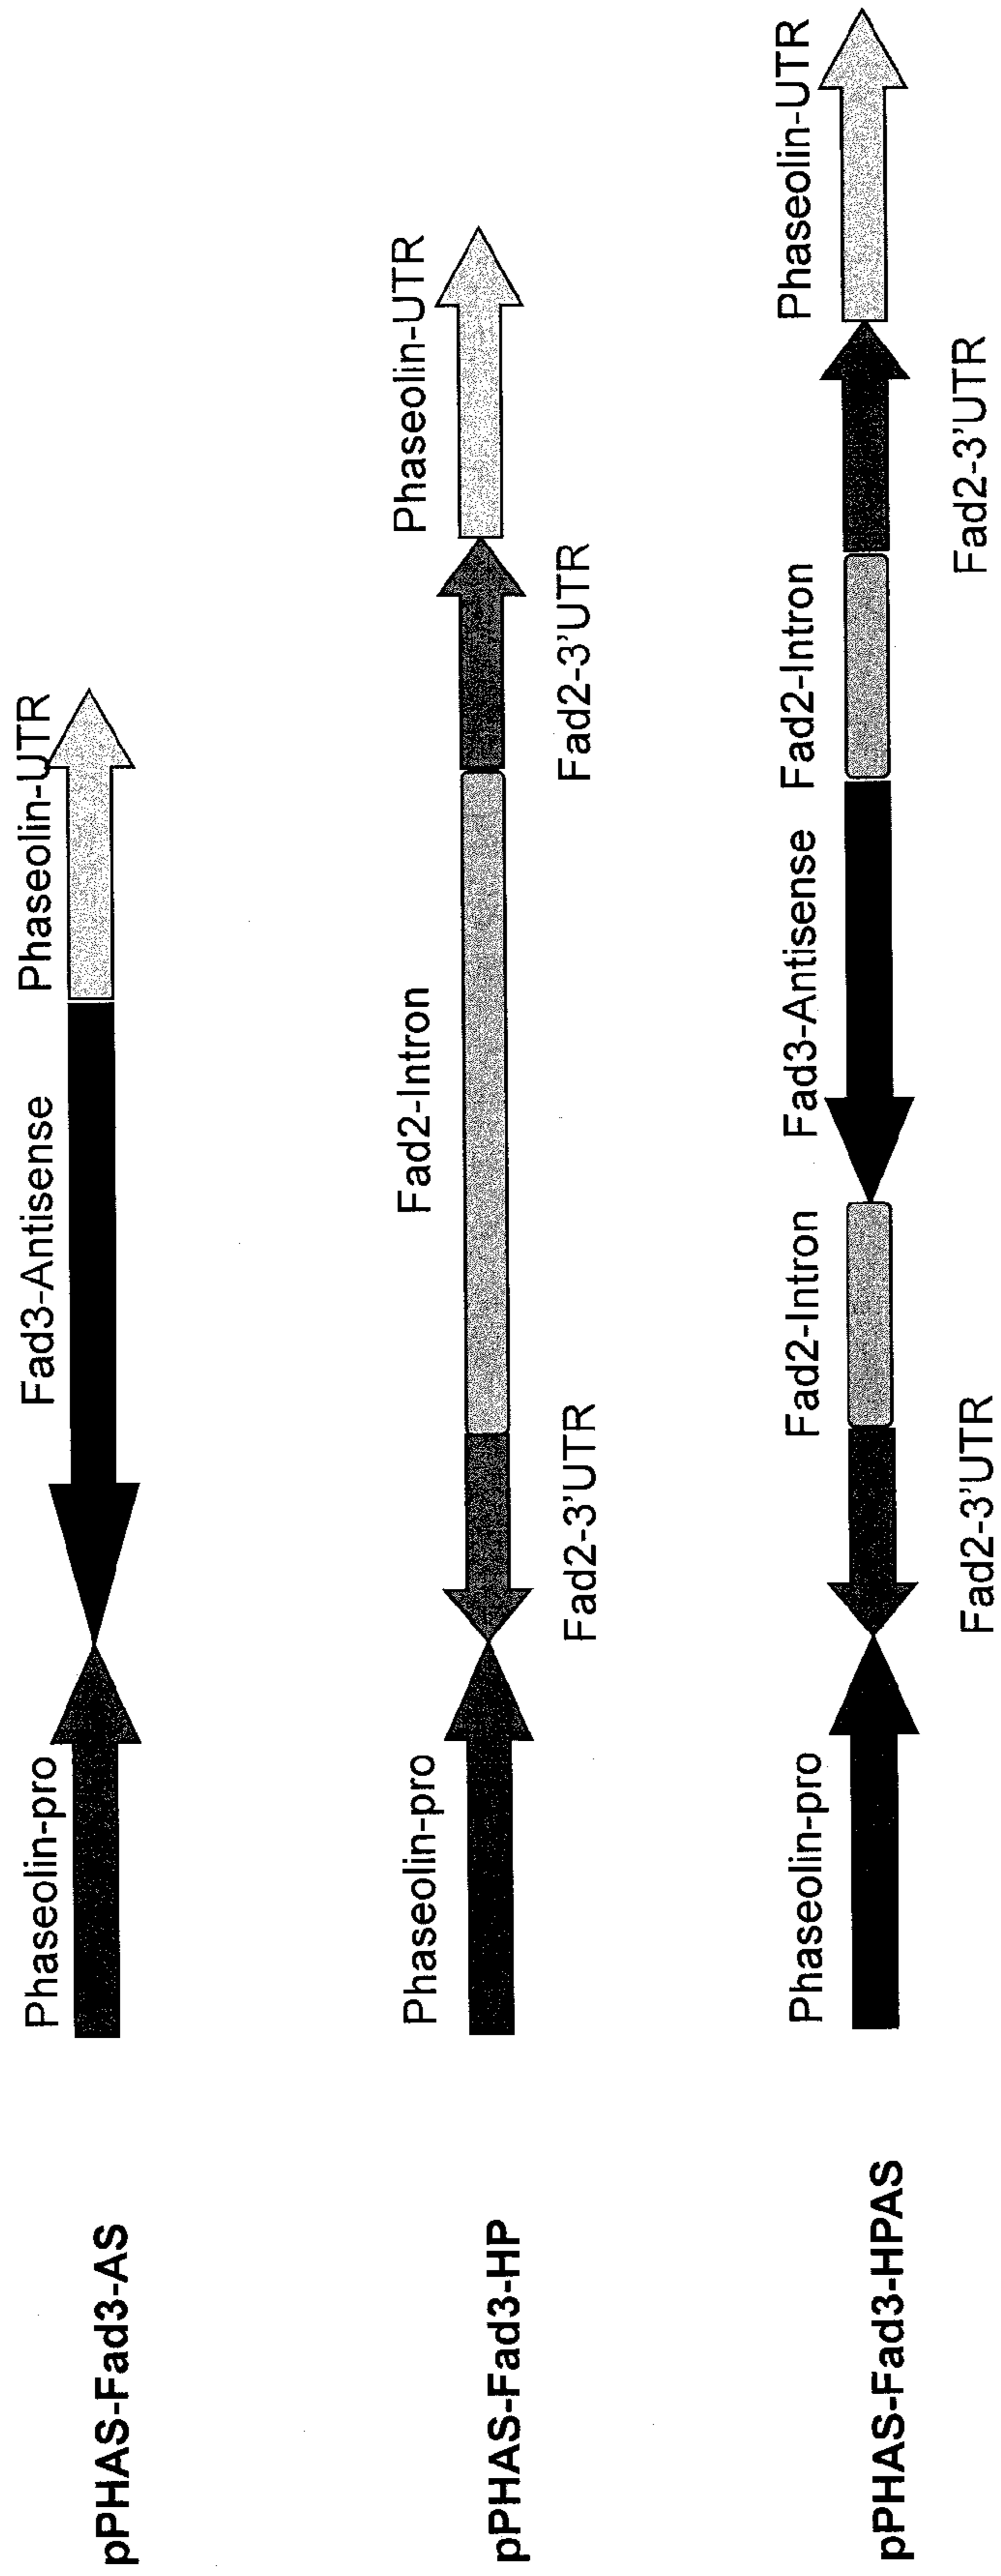 pPHAS-Fad3-AS
Phaseolin-pro
Fad3-Antisense
Phaseolin-UTR
pPHAS-Fad3-HP
Phaseolin-pro
Fad2-3'UTR
Fad2-Intron
Fad2-3'UTR
Phaseolin-UTR
pPHAS-Fad3-HPAS
Phaseolin-pro
Fad2-3'UTR
Fad2-Intron
Fad3-Antisense
Fad2-Intron
Fad2-3'UTR
Phaseolin-UTR